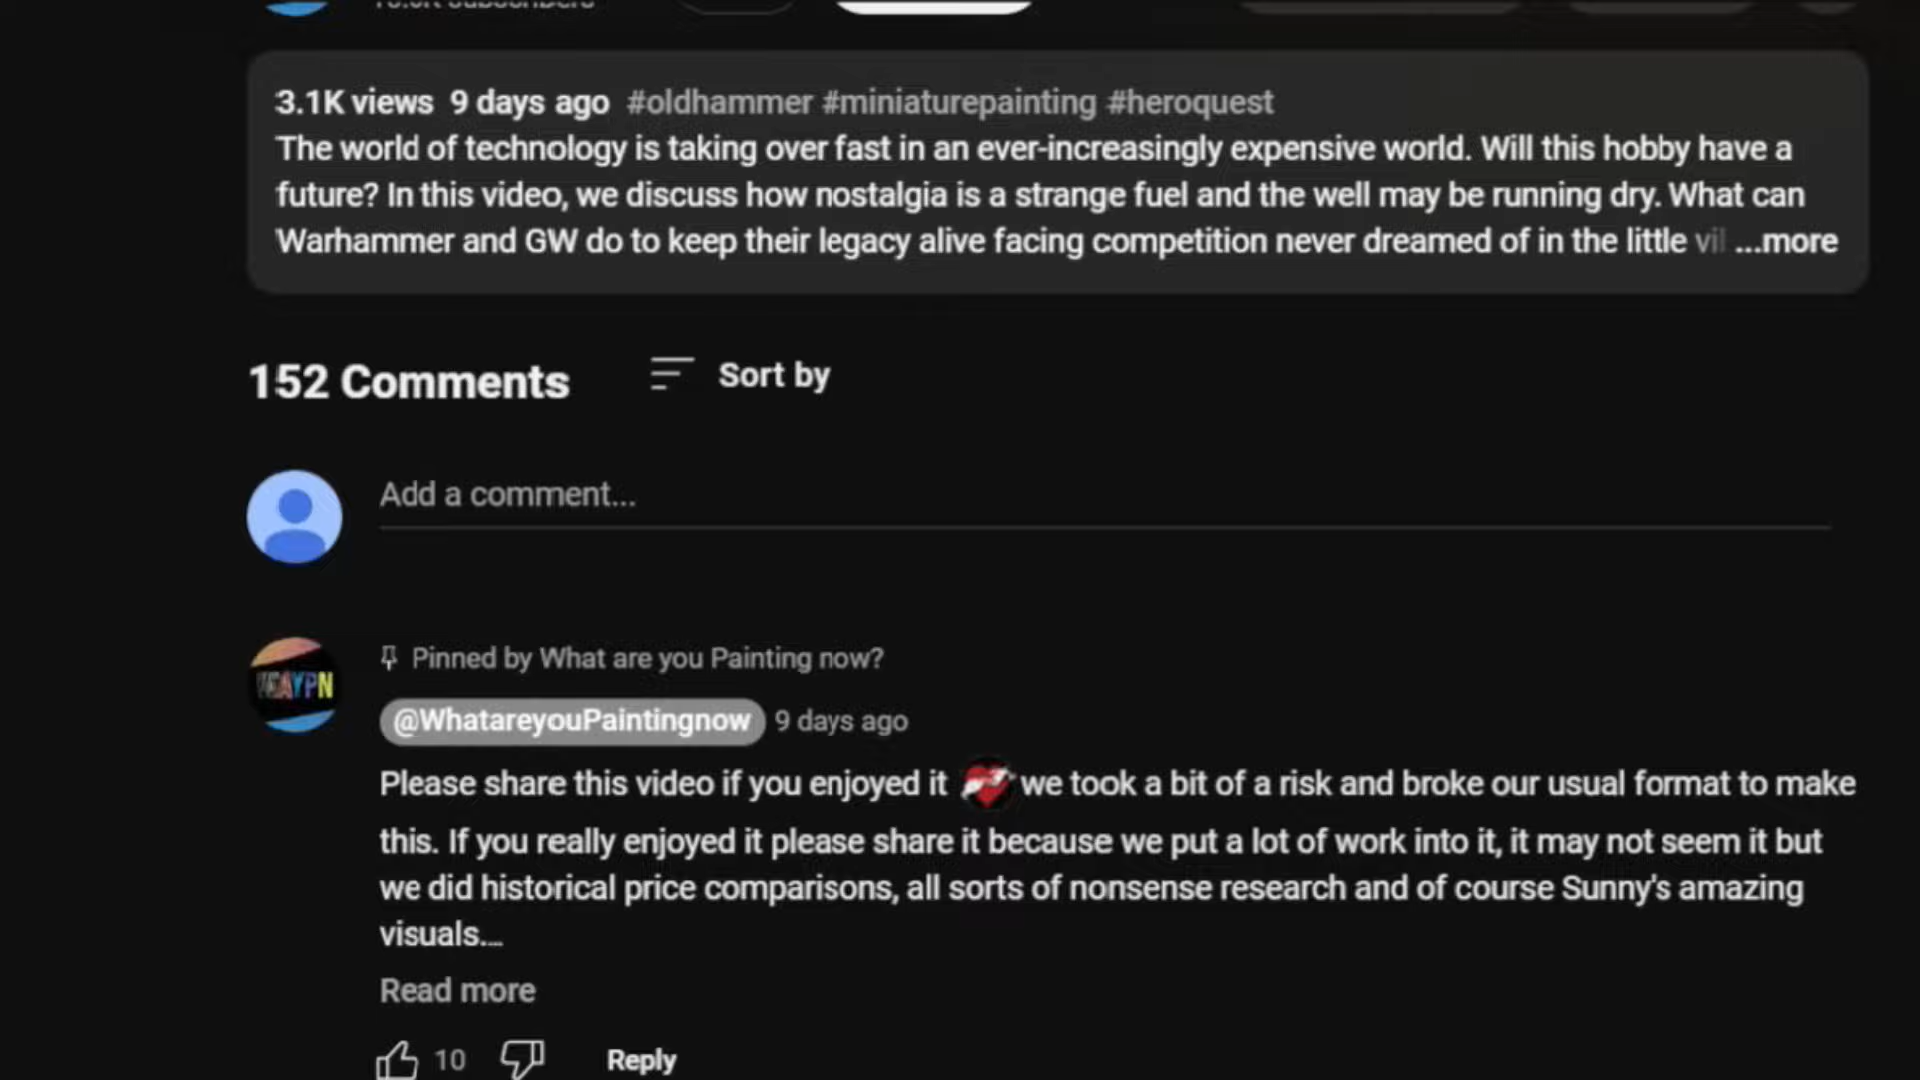 subscribers
3.1K views 9 days ago #oldhammer #miniaturepainting #heroquest
The world of technology is taking over fast in an ever-increasingly expensive world. Will this hobby have a
future? In this video, we discuss how nostalgia is a strange fuel and the well may be running dry. What can
Warhammer and GW do to keep their legacy alive facing competition never dreamed of in the little vil ...more
152 Comments
Sort by
Add a comment...
Pinned by What are you Painting now?
WAYPN
@WhatareyouPaintingnow 9 days ago
Please share this video if you enjoyed it we took a bit of a risk and broke our usual format to make
this. If you really enjoyed it please share it because we put a lot of work into it, it may not seem it but
we did historical price comparisons, all sorts of nonsense research and of course Sunny's amazing
visuals...
Read more
10
Reply